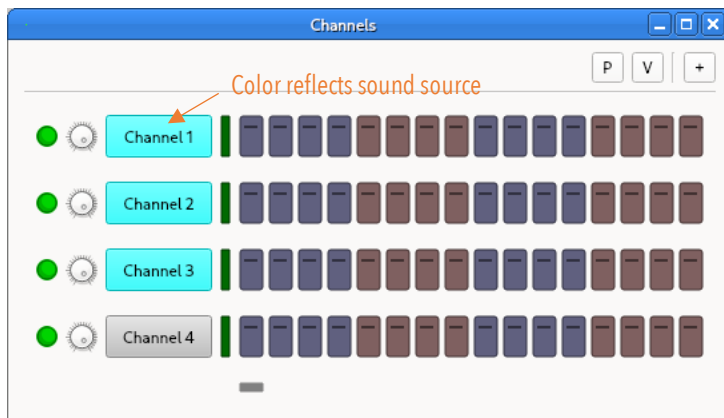 Channels
P V +
Color reflects sound source
Channel 1
Channel 2
Channel 3
Channel 4